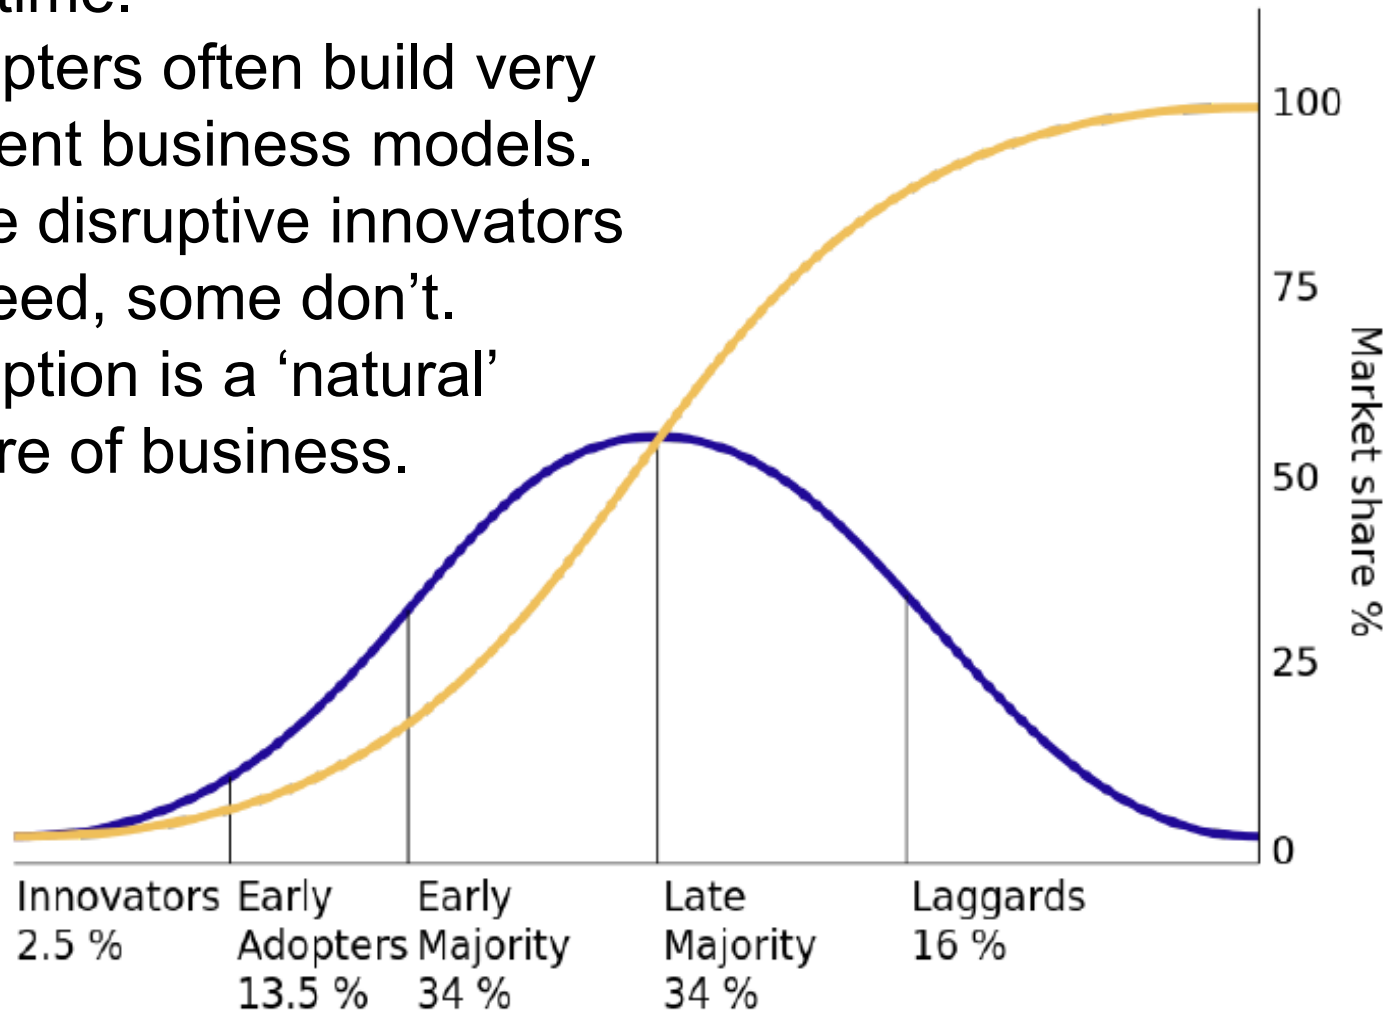 time.
pters often build very
ent business models.
e disruptive innovators
eed, some don’t.
ption is a ‘natural’
re of business.
100
75
50
25
0
Market share %
Innovators
2.5 %
Early
Adopters
13.5 %
Early
Majority
34 %
Late
Majority
34 %
Laggards
16 %